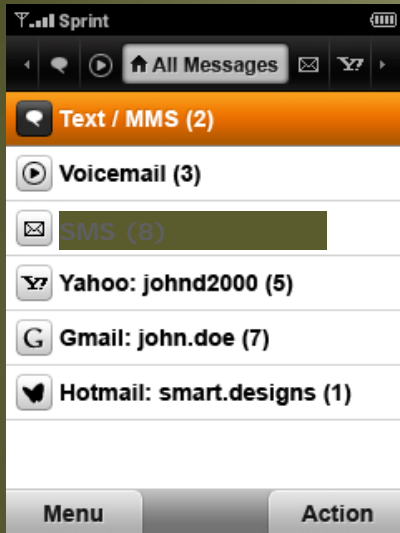 Sprint
All Messages
Text / MMS (2)
Voicemail (3)
SMS (8)
Yahoo: johnd2000 (5)
G Gmail: john.doe (7)
Hotmail: smart.designs (1)
Menu Action